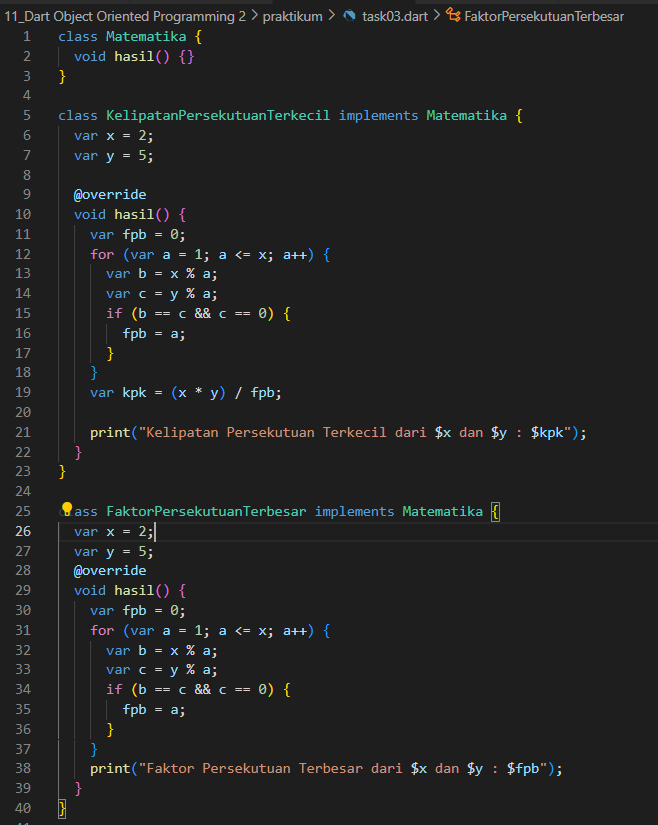 11_Dart Object Oriented Programming 2 > praktikum > task03.dart > FaktorPersekutuanTerbesar
1 class Matematika {
2 void hasil() {}
3 }
4
5 class KelipatanPersekutuanTerkecil implements Matematika {
6 var x = 2;
7 var y = 5;
8
9 @override
10 void hasil() {
11 var fpb = 0;
12 for (var a = 1; a <= x; a++) {
13 var b = x % a;
14 var c = y % a;
15 if (b == c && c == 0) {
16 fpb = a;
17 }
18 }
19 var kpk = (x * y) / fpb;
20
21 print("Kelipatan Persekutuan Terkecil dari $x dan $y : $kpk");
22 }
23 }
24
25 class FaktorPersekutuanTerbesar implements Matematika {
26 var x = 2;
27 var y = 5;
28 @override
29 void hasil() {
30 var fpb = 0;
31 for (var a = 1; a <= x; a++) {
32 var b = x % a;
33 var c = y % a;
34 if (b == c && c == 0) {
35 fpb = a;
36 }
37 }
38 print("Faktor Persekutuan Terbesar dari $x dan $y : $fpb");
39 }
40 }